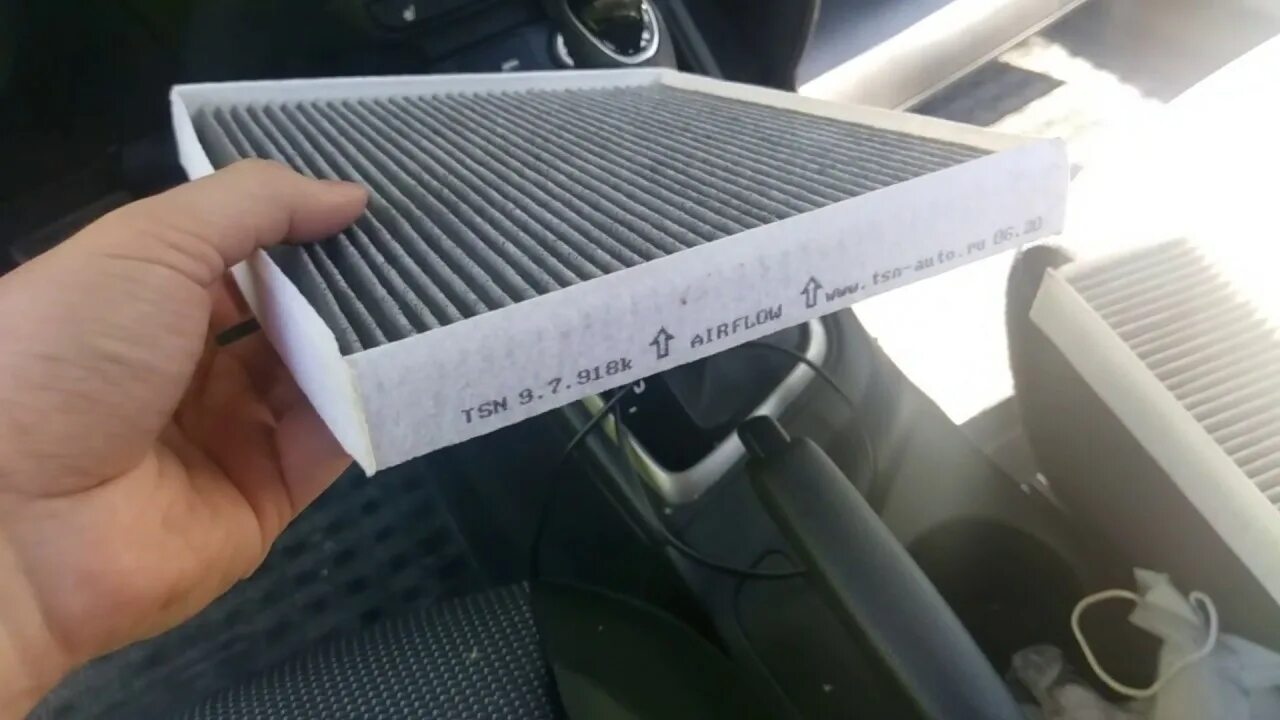 TSN 9.7.918k ⇧ AIRFLOW ⇧ www.tsn-auto.ru 06.20